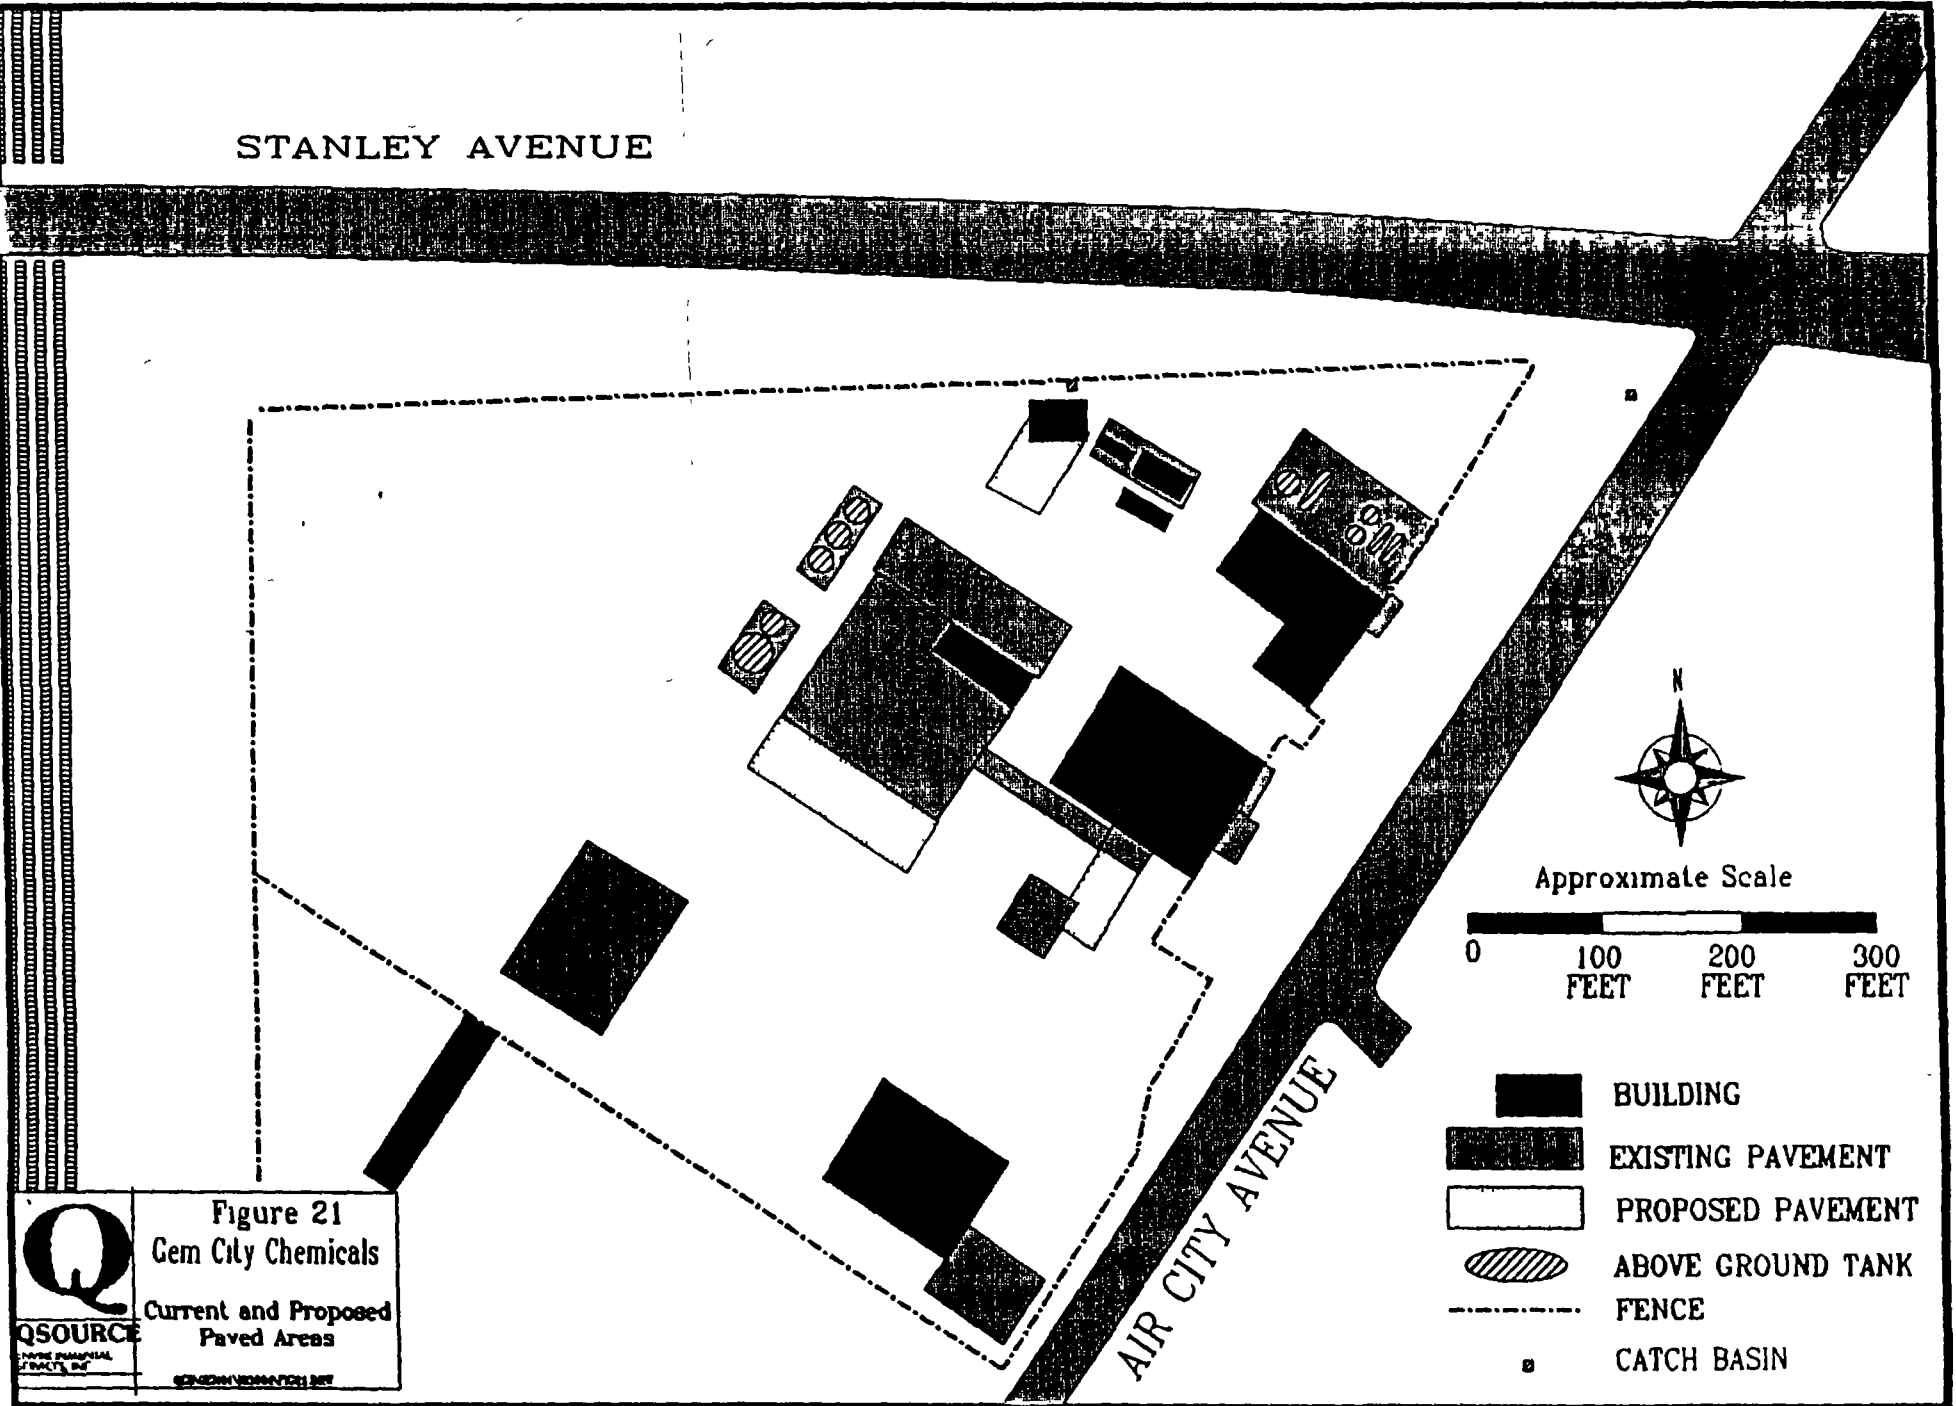 STANLEY AVENUE
N
Approximate Scale
0 100 200 300
FEET FEET FEET
BUILDING
EXISTING PAVEMENT
PROPOSED PAVEMENT
ABOVE GROUND TANK
FENCE
CATCH BASIN
AIR CITY AVENUE
Figure 21
Gem City Chemicals
Current and Proposed
Paved Areas
Q
QSOURCE